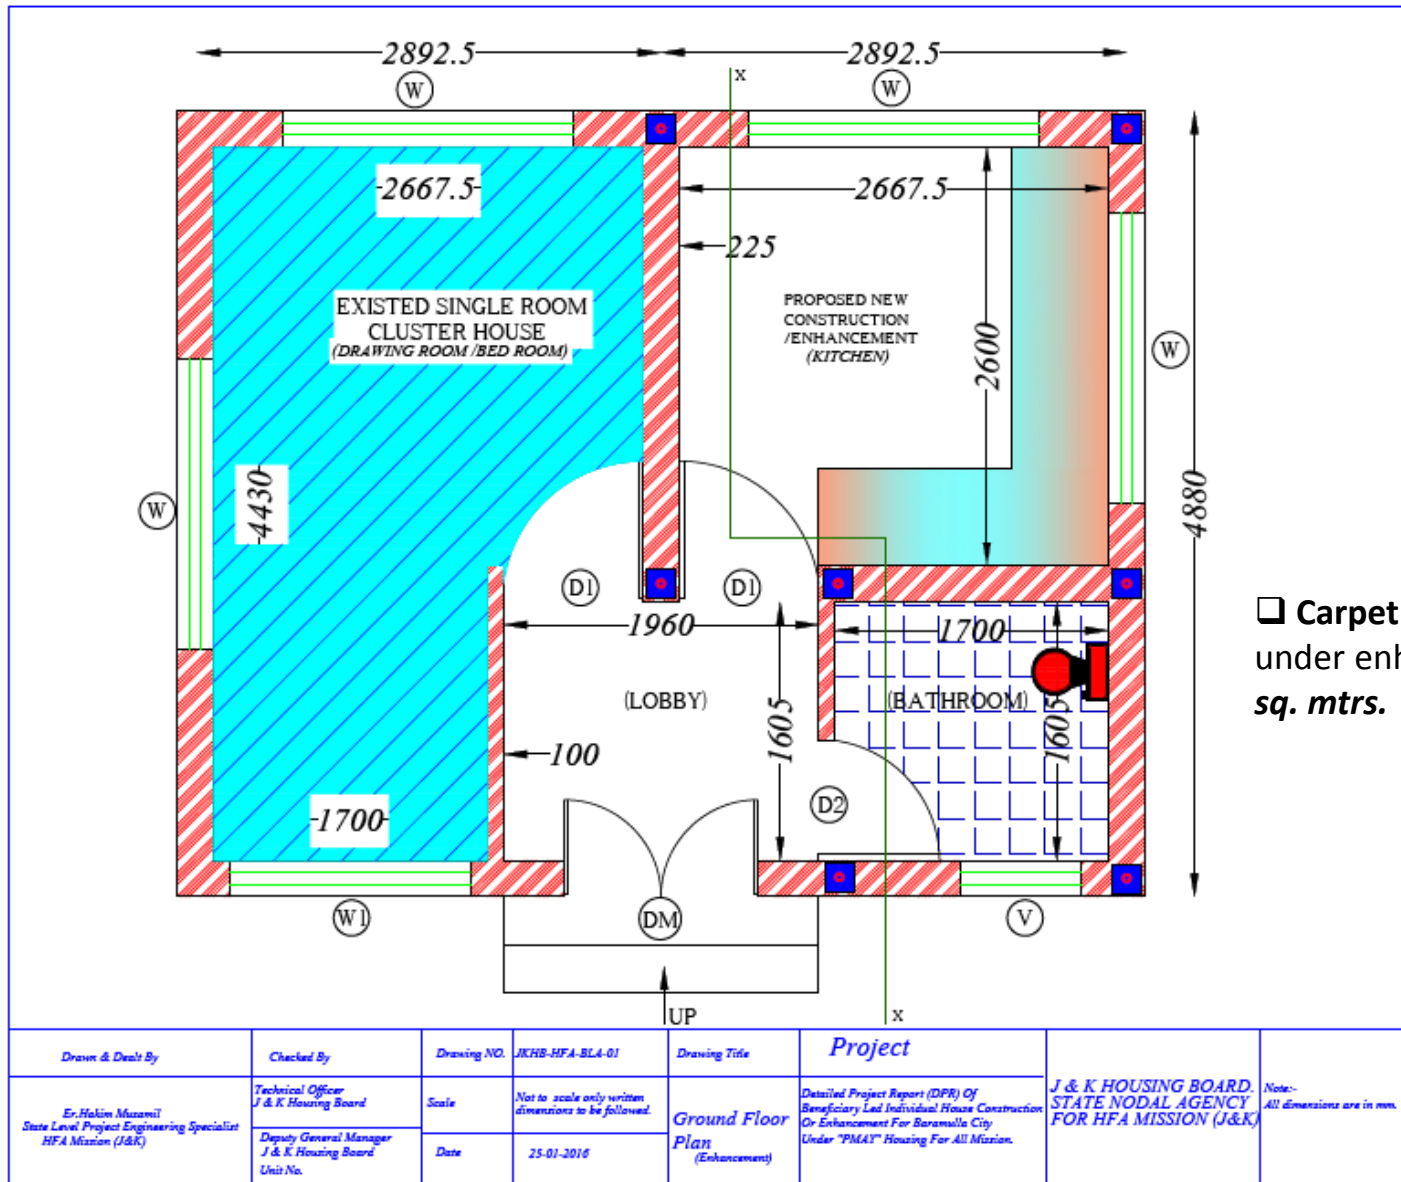 2892.5 2892.5
W W
x
2667.5 2667.5
225
EXISTED SINGLE ROOM
CLUSTER HOUSE
(DRAWING ROOM /BED ROOM)
PROPOSED NEW
CONSTRUCTION
/ENHANCEMENT
(KITCHEN)
2600
W
W
4430
4880
D1 D1
1960 1700
(LOBBY) (BATHROOM)
1605 1605
100
D2
1700
W1 DM V
UP
x
❑ Carpet
under enh
sq. mtrs.
Drawn & Dealt By
Er.Hakim Muzamil
State Level Project Engineering Specialist
HFA Mission (J&K)
Checked By
Technical Officer
J & K Housing Board
Deputy General Manager
J & K Housing Board
Unit No.
Drawing NO. JKHB-HFA-BLA-01
Scale
Not to scale only written
dimensions to be followed.
Date 25-01-2016
Drawing Title
Ground Floor
Plan
(Enhancement)
Project
Detailed Project Report (DPR) Of
Beneficiary Led Individual House Construction
Or Enhancement For Baramulla City
Under "PMAY" Housing For All Mission.
J & K HOUSING BOARD.
STATE NODAL AGENCY
FOR HFA MISSION (J&K)
Note:-
All dimensions are in mm.